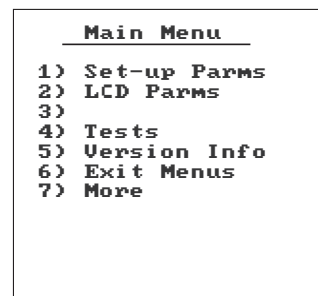 Main Menu
1) Set-up Parms
2) LCD Parms
3)
4) Tests
5) Version Info
6) Exit Menus
7) More